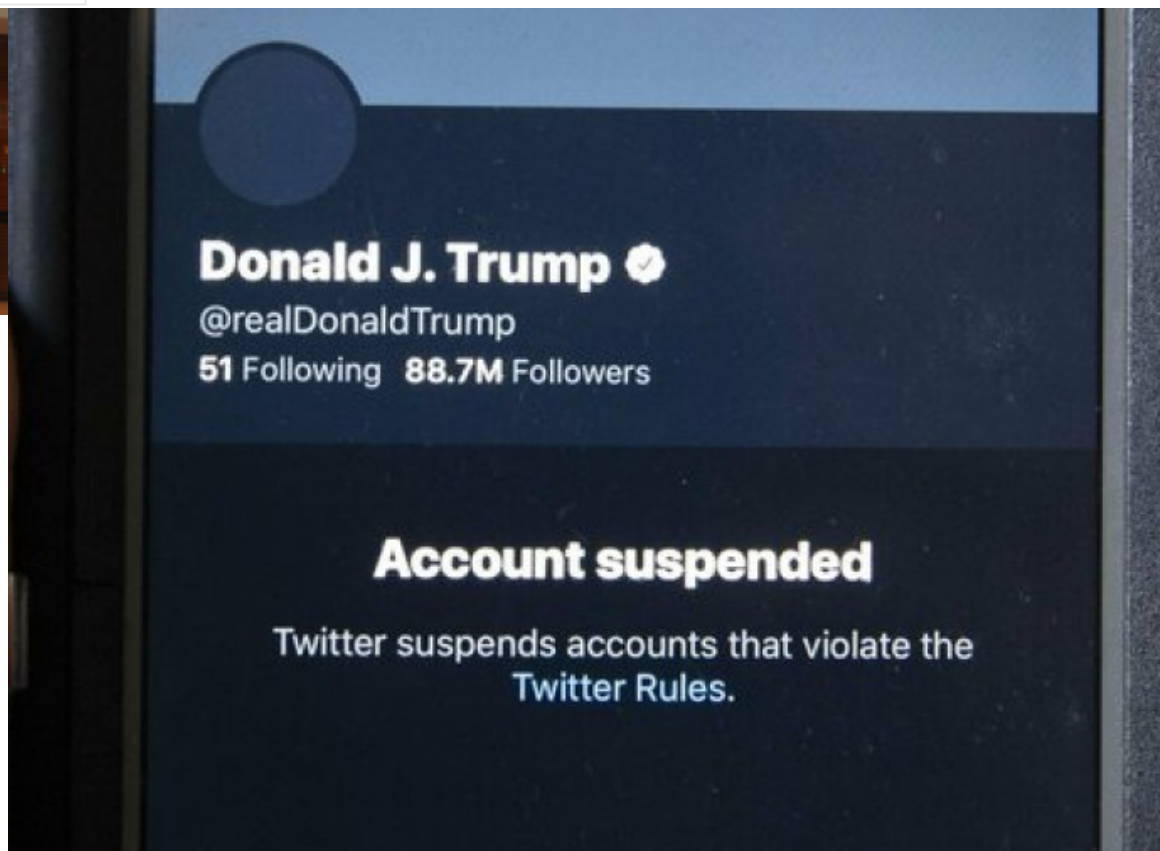 Donald J. Trump
@realDonaldTrump
51 Following 88.7M Followers
Account suspended
Twitter suspends accounts that violate the
Twitter Rules.